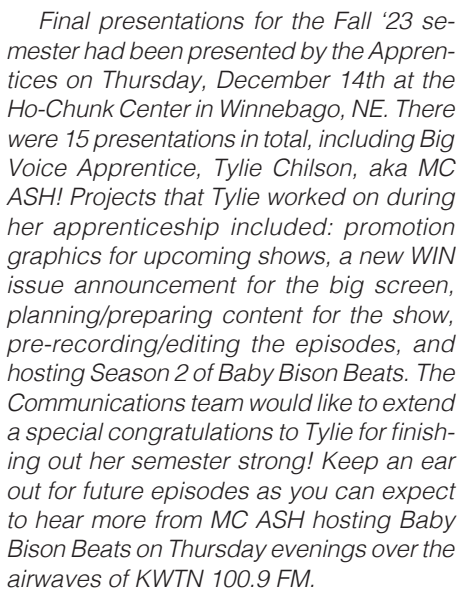 Final presentations for the Fall ‘23 se-
mester had been presented by the Appren-
tices on Thursday, December 14th at the
Ho-Chunk Center in Winnebago, NE. There
were 15 presentations in total, including Big
Voice Apprentice, Tylie Chilson, aka MC
ASH! Projects that Tylie worked on during
her apprenticeship included: promotion
graphics for upcoming shows, a new WIN
issue announcement for the big screen,
planning/preparing content for the show,
pre-recording/editing the episodes, and
hosting Season 2 of Baby Bison Beats. The
Communications team would like to extend
a special congratulations to Tylie for finish-
ing out her semester strong! Keep an ear
out for future episodes as you can expect
to hear more from MC ASH hosting Baby
Bison Beats on Thursday evenings over the
airwaves of KWTN 100.9 FM.